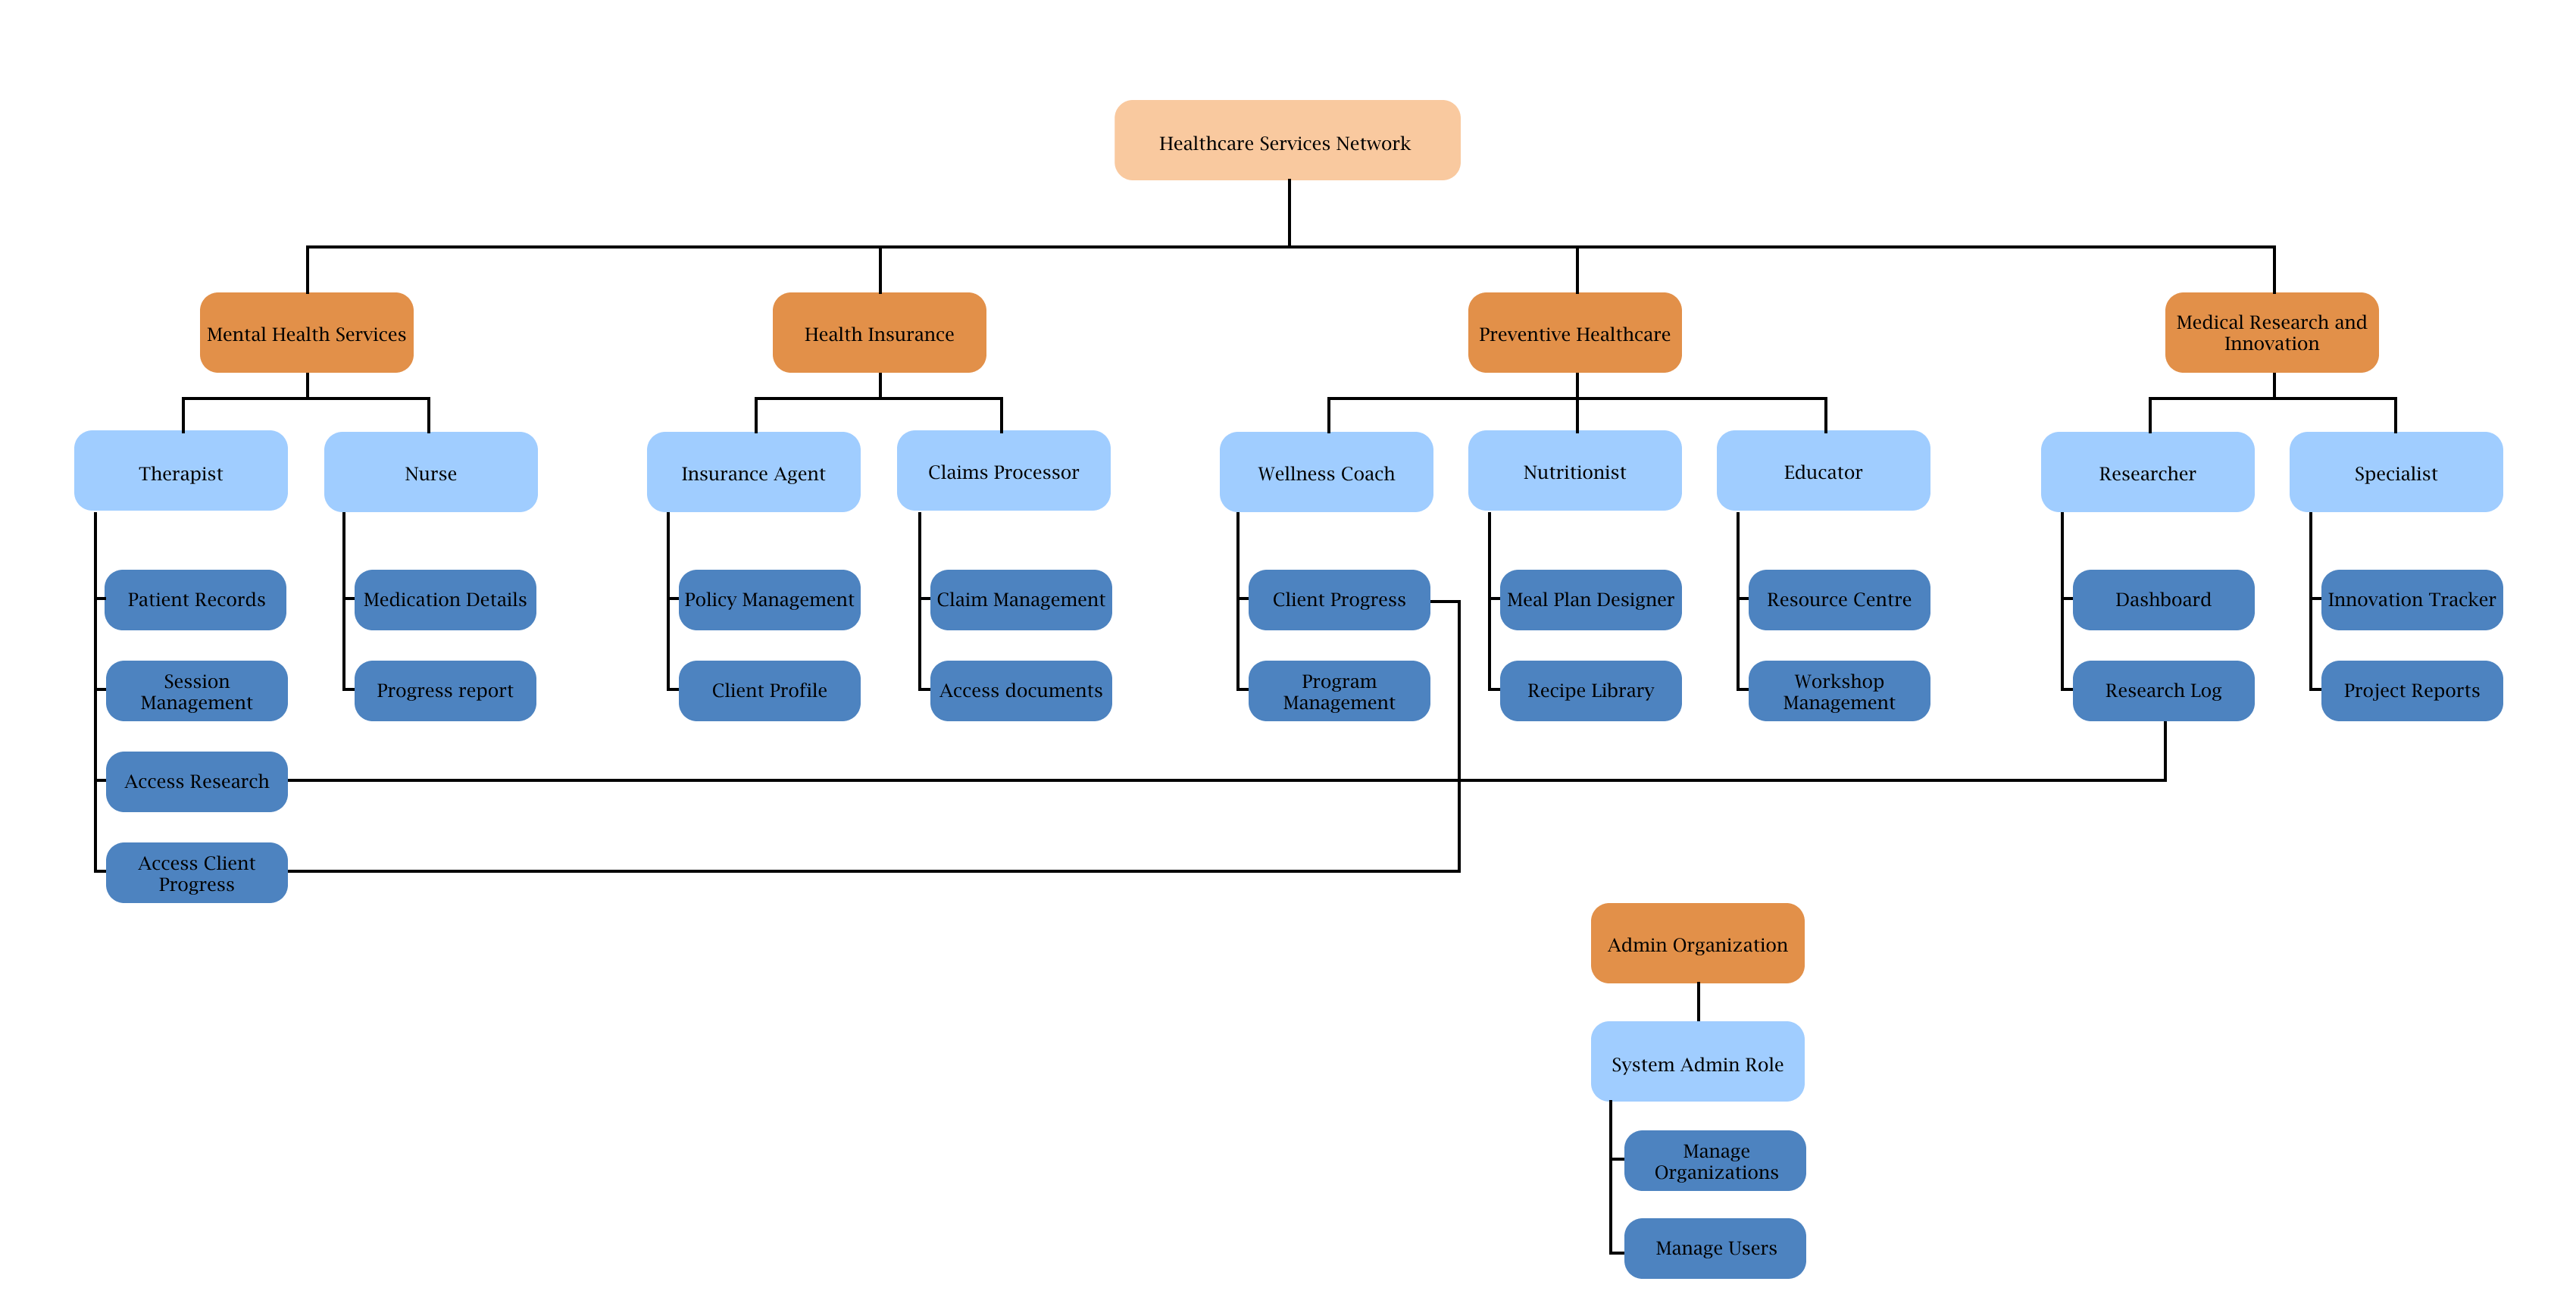 Healthcare Services Network
Mental Health Services
Health Insurance
Preventive Healthcare
Medical Research and
Innovation
Therapist
Nurse
Insurance Agent
Claims Processor
Wellness Coach
Nutritionist
Educator
Researcher
Specialist
Patient Records
Medication Details
Policy Management
Claim Management
Client Progress
Meal Plan Designer
Resource Centre
Dashboard
Innovation Tracker
Session
Management
Progress report
Client Profile
Access documents
Program
Management
Recipe Library
Workshop
Management
Research Log
Project Reports
Access Research
Access Client
Progress
Admin Organization
System Admin Role
Manage
Organizations
Manage Users